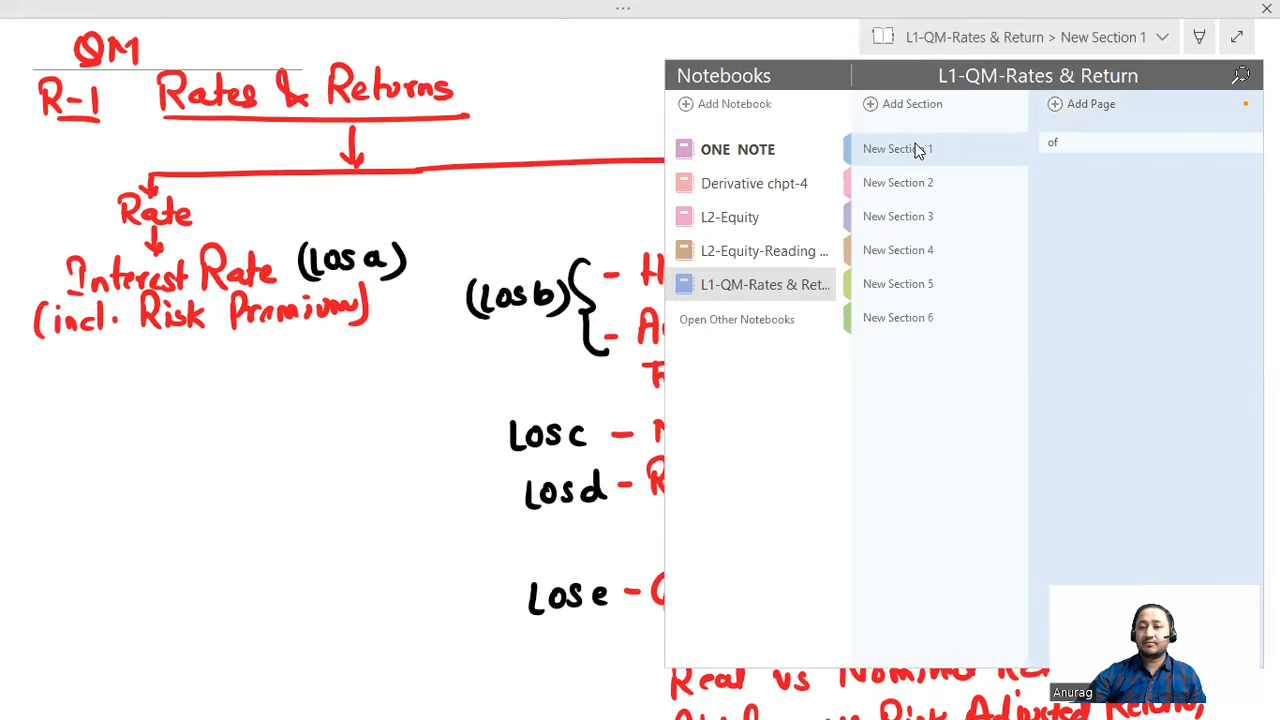 ...
L1-QM-Rates & Return > New Section 1
QM
R-1 Rates & Returns
Rate
Interest Rate (LOS a)
(incl. Risk Premium)
(LOS b)
LOS c
LOS d
LOS e
Notebooks
L1-QM-Rates & Return
Add Notebook
Add Section
Add Page
ONE NOTE
Derivative chpt-4
L2-Equity
L2-Equity-Reading ...
L1-QM-Rates & Ret...
Open Other Notebooks
New Section 1
New Section 2
New Section 3
New Section 4
New Section 5
New Section 6
of
Real vs
Anurag
Risk Adjusted